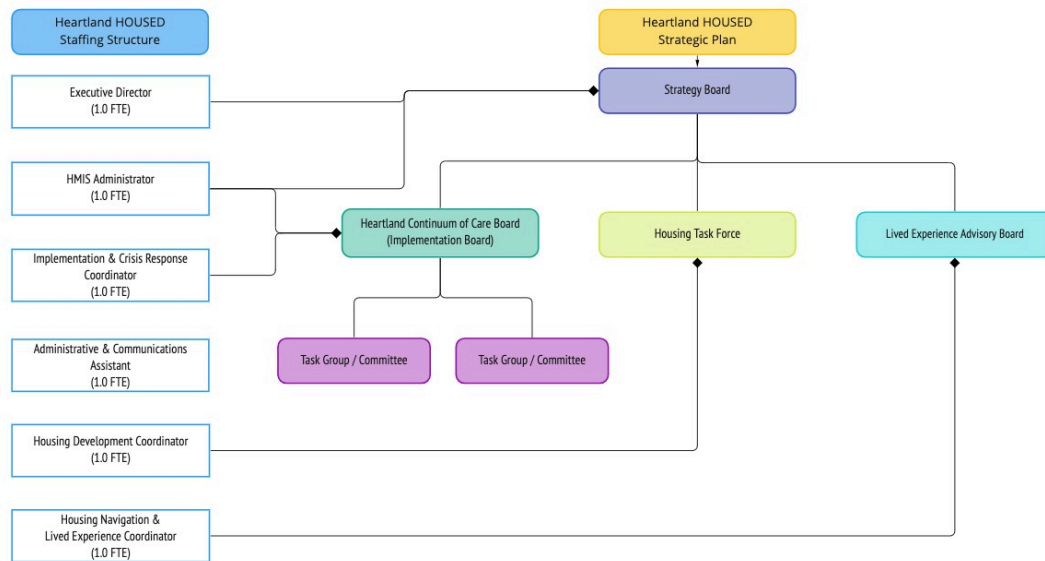 Heartland HOUSED
Staffing Structure
Heartland HOUSED
Strategic Plan
Executive Director
(1.0 FTE)
Strategy Board
HMIS Administrator
(1.0 FTE)
Heartland Continuum of Care Board
(Implementation Board)
Housing Task Force
Lived Experience Advisory Board
Implementation & Crisis Response
Coordinator
(1.0 FTE)
Administrative & Communications
Assistant
(1.0 FTE)
Task Group / Committee
Task Group / Committee
Housing Development Coordinator
(1.0 FTE)
Housing Navigation &
Lived Experience Coordinator
(1.0 FTE)